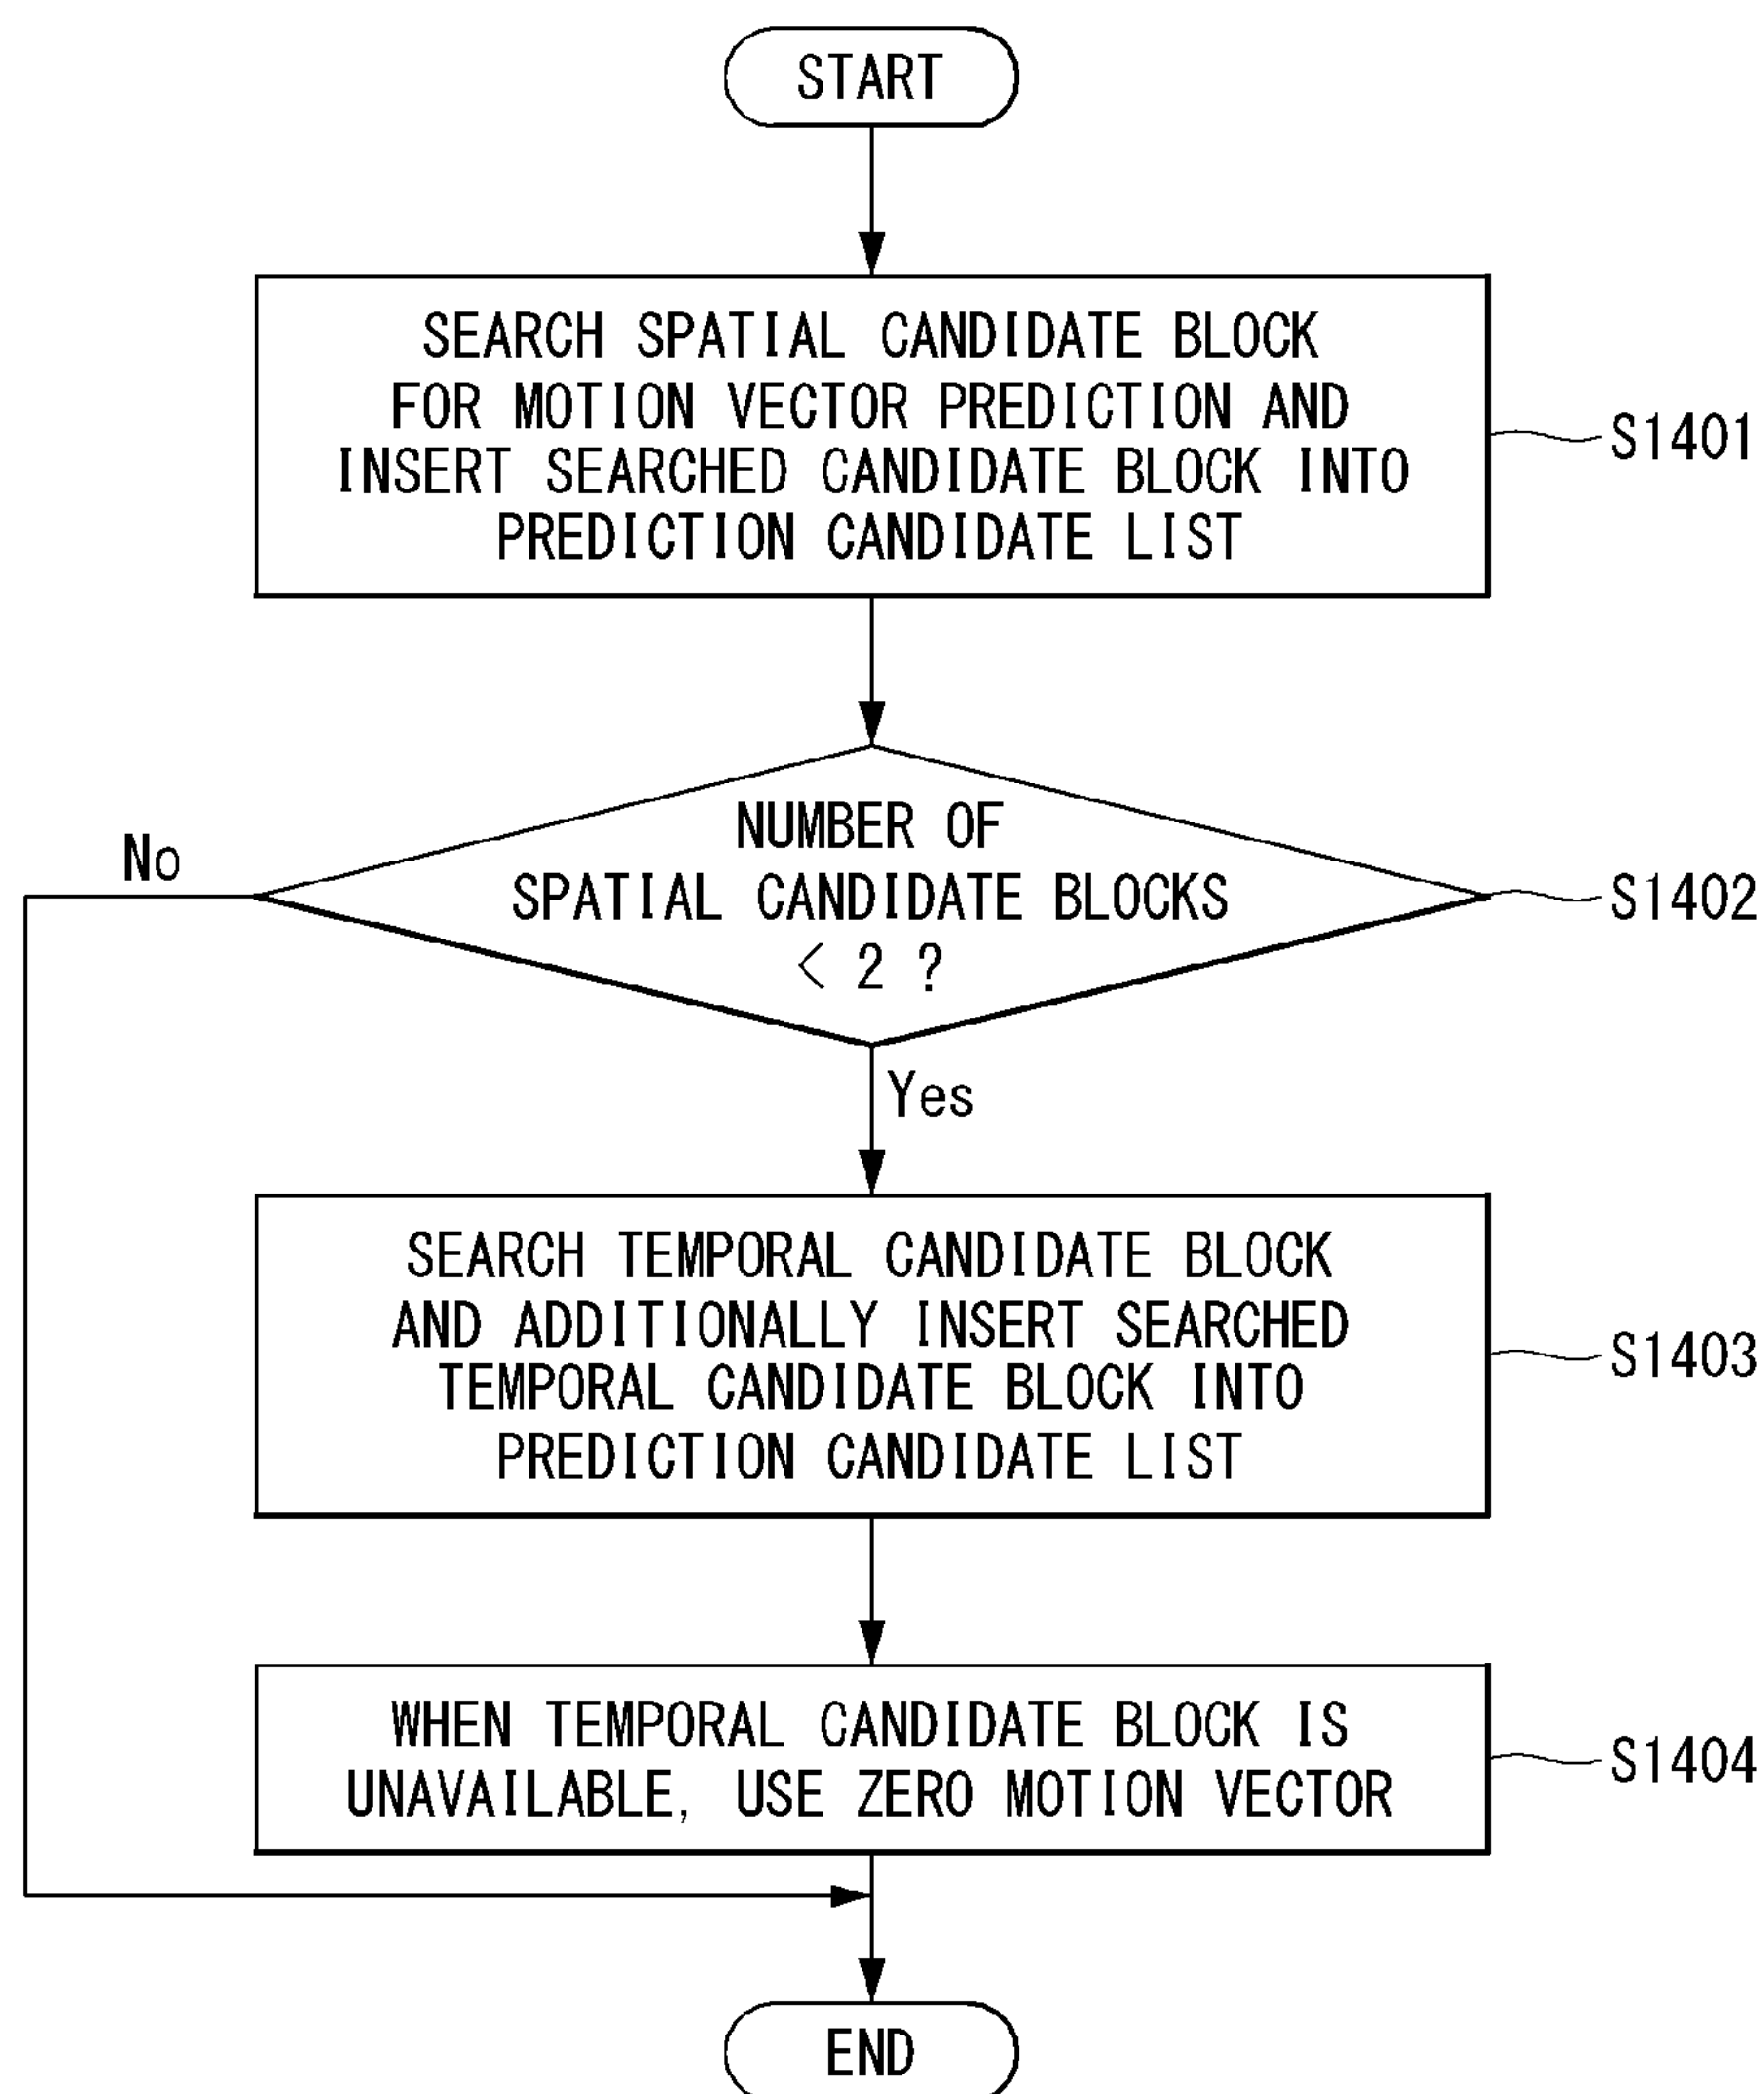 START
SEARCH SPATIAL CANDIDATE BLOCK
FOR MOTION VECTOR PREDICTION AND
INSERT SEARCHED CANDIDATE BLOCK INTO
PREDICTION CANDIDATE LIST
S1401
NUMBER OF
SPATIAL CANDIDATE BLOCKS
< 2 ?
S1402
No
Yes
SEARCH TEMPORAL CANDIDATE BLOCK
AND ADDITIONALLY INSERT SEARCHED
TEMPORAL CANDIDATE BLOCK INTO
PREDICTION CANDIDATE LIST
S1403
WHEN TEMPORAL CANDIDATE BLOCK IS
UNAVAILABLE, USE ZERO MOTION VECTOR
S1404
END